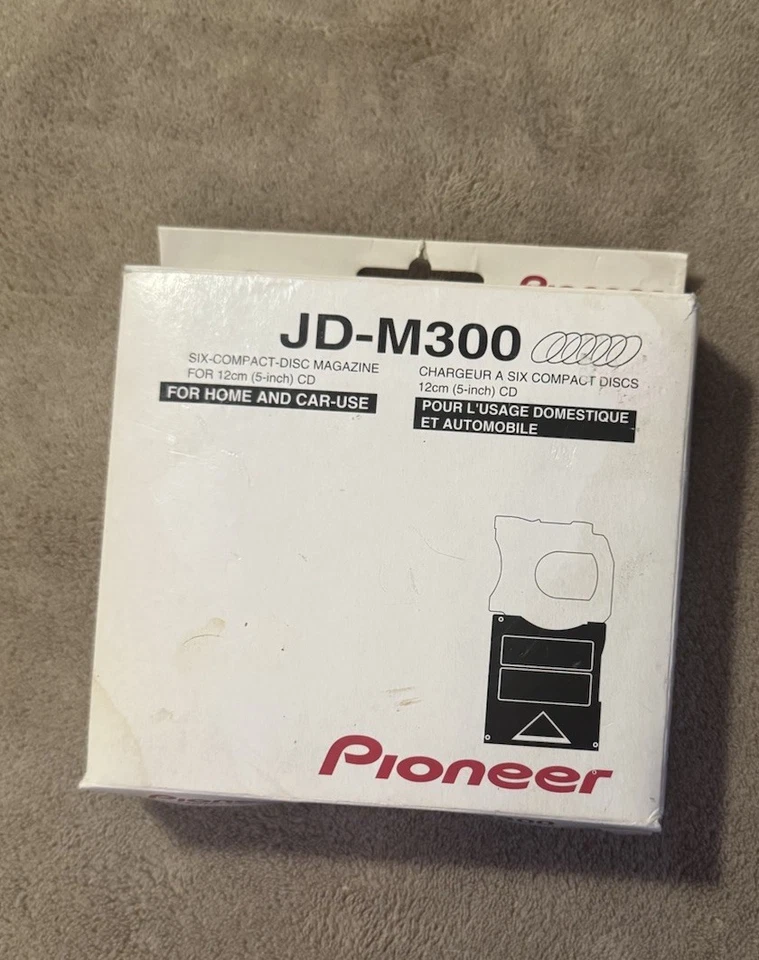 JD-M300
SIX-COMPACT-DISC MAGAZINE
FOR 12cm (5-inch) CD
FOR HOME AND CAR-USE
CHARGEUR A SIX COMPACT DISCS
12cm (5-inch) CD
POUR L'USAGE DOMESTIQUE
ET AUTOMOBILE
Pioneer